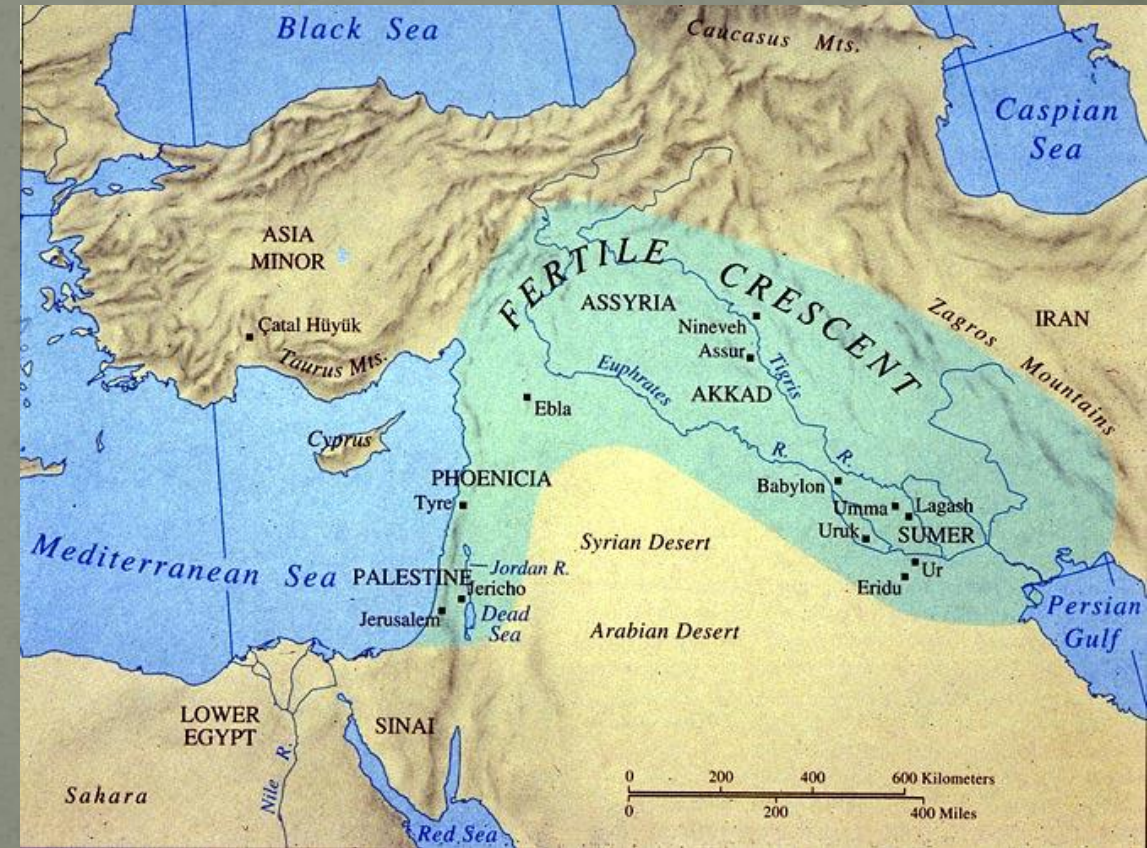 Black Sea
Caucasus Mts.
Caspian
Sea
ASIA
MINOR
FERTILE CRESCENT
ASSYRIA
Zagros Mountains
IRAN
Çatal Hüyük
Nineveh
Taurus Mts.
Assur
Tigris R.
Euphrates R.
AKKAD
Ebla
Cyprus
PHOENICIA
Tyre
Babylon
Umma
Lagash
Uruk
SUMER
Syrian Desert
Mediterranean Sea
PALESTINE
Jordan R.
Jericho
Ur
Eridu
Jerusalem
Dead
Sea
Arabian Desert
Persian
Gulf
LOWER
EGYPT
SINAI
Nile R.
Sahara
Red Sea
0 200 400 600 Kilometers
0 200 400 Miles